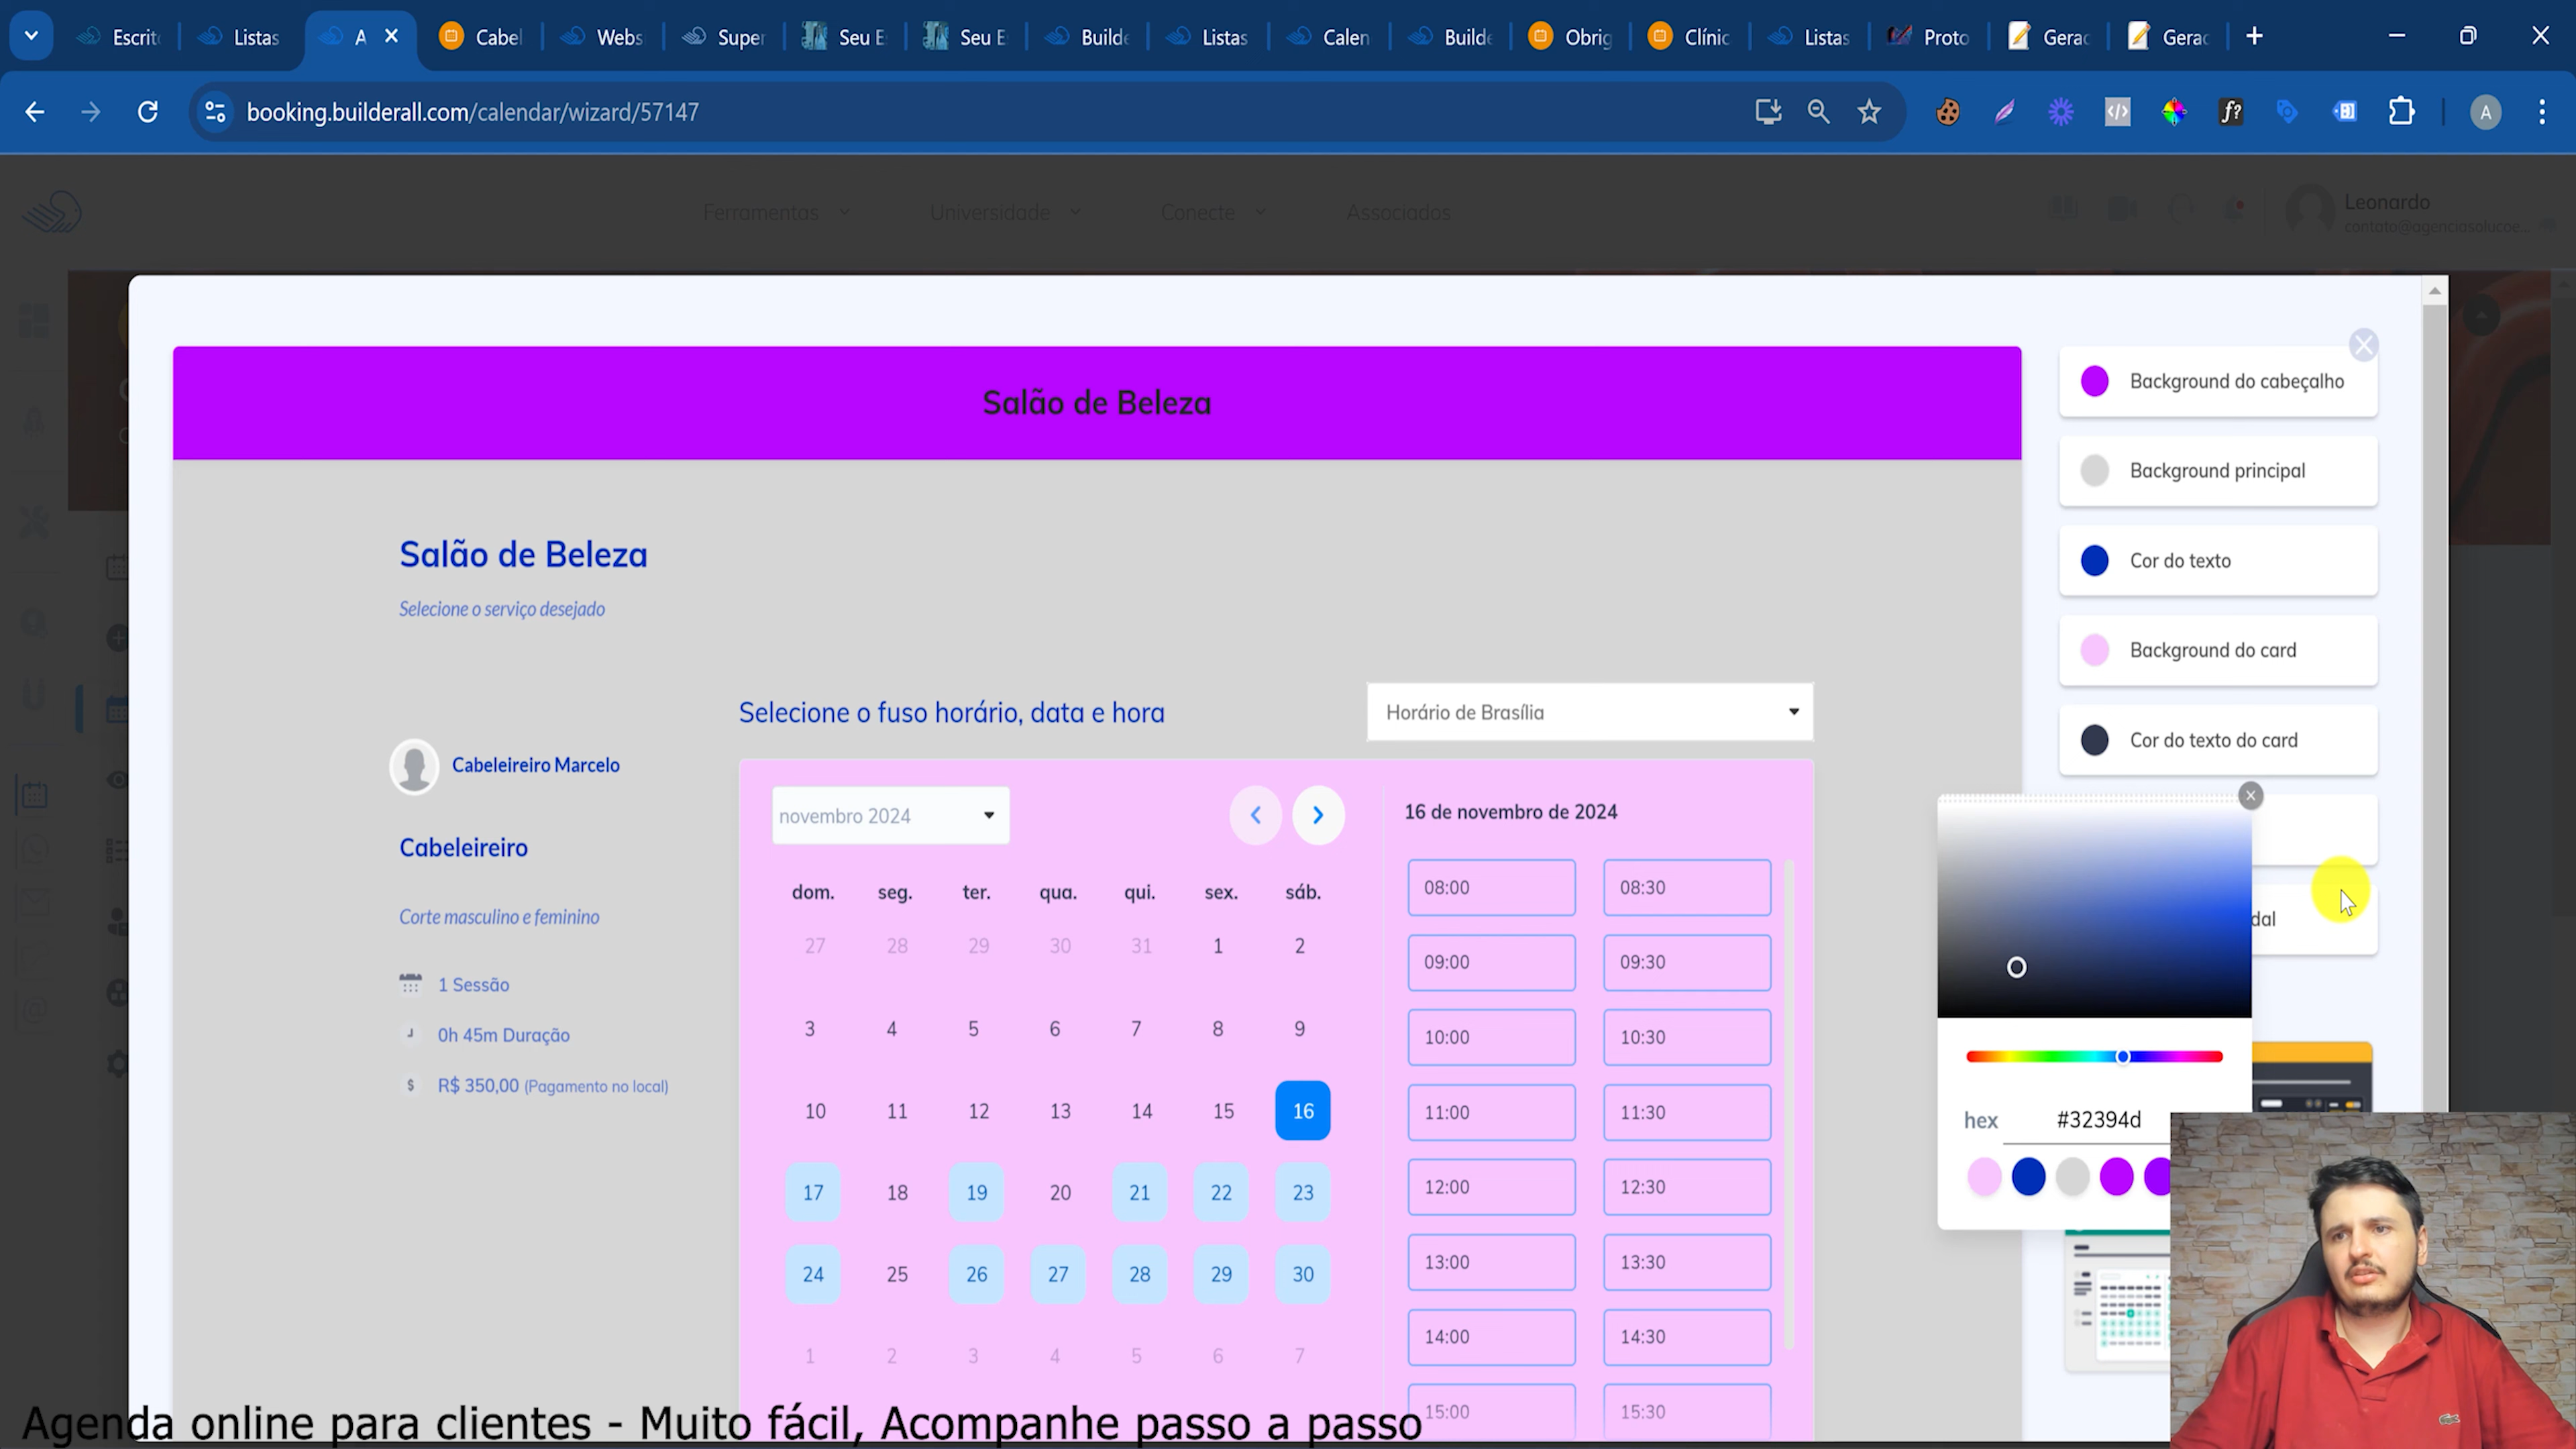 Escrit
Listas
A
Cabel
Webs
Super
Seu E
Seu E
Builde
Listas
Calen
Builde
Obrig
Clínic
Listas
Proto
Gerac
Gerac
booking.builderall.com/calendar/wizard/57147
A
Ferramentas
Universidade
Conecte
Associados
Leonardo
contato@agenciasolucoe...
Salão de Beleza
Background do cabeçalho
Background principal
Cor do texto
Background do card
Cor do texto do card
dal
Salão de Beleza
Selecione o serviço desejado
Cabeleireiro Marcelo
Cabeleireiro
Corte masculino e feminino
1 Sessão
0h 45m Duração
R$ 350,00 (Pagamento no local)
Selecione o fuso horário, data e hora
Horário de Brasília
novembro 2024
dom. seg. ter. qua. qui. sex. sáb.
27 28 29 30 31 1 2
3 4 5 6 7 8 9
10 11 12 13 14 15 16
17 18 19 20 21 22 23
24 25 26 27 28 29 30
1 2 3 4 5 6 7
16 de novembro de 2024
08:00 08:30
09:00 09:30
10:00 10:30
11:00 11:30
12:00 12:30
13:00 13:30
14:00 14:30
15:00 15:30
hex #32394d
Agenda online para clientes - Muito fácil, Acompanhe passo a passo